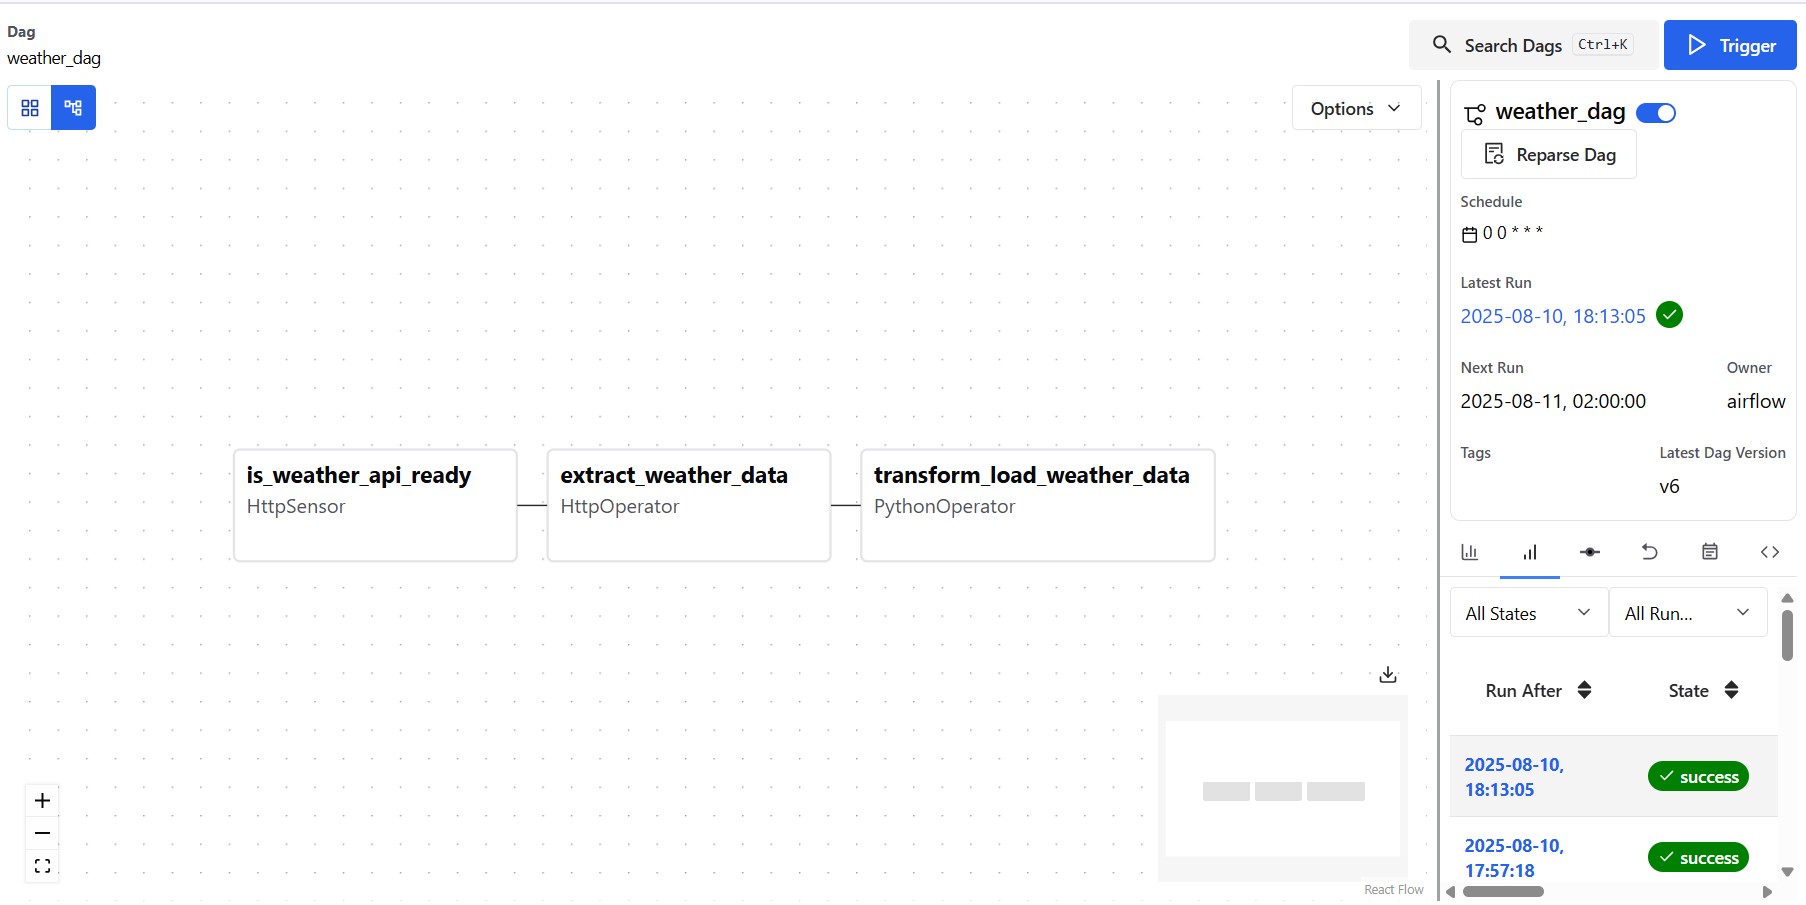 Dag
weather_dag
Search Dags Ctrl+K
Trigger
Options
weather_dag
Reparse Dag
Schedule
0 0 * * *
Latest Run
2025-08-10, 18:13:05
Next Run
Owner
2025-08-11, 02:00:00
airflow
Tags
Latest Dag Version
v6
is_weather_api_ready
HttpSensor
extract_weather_data
HttpOperator
transform_load_weather_data
PythonOperator
All States
All Run...
Run After
State
2025-08-10,
18:13:05
success
2025-08-10,
17:57:18
success
React Flow